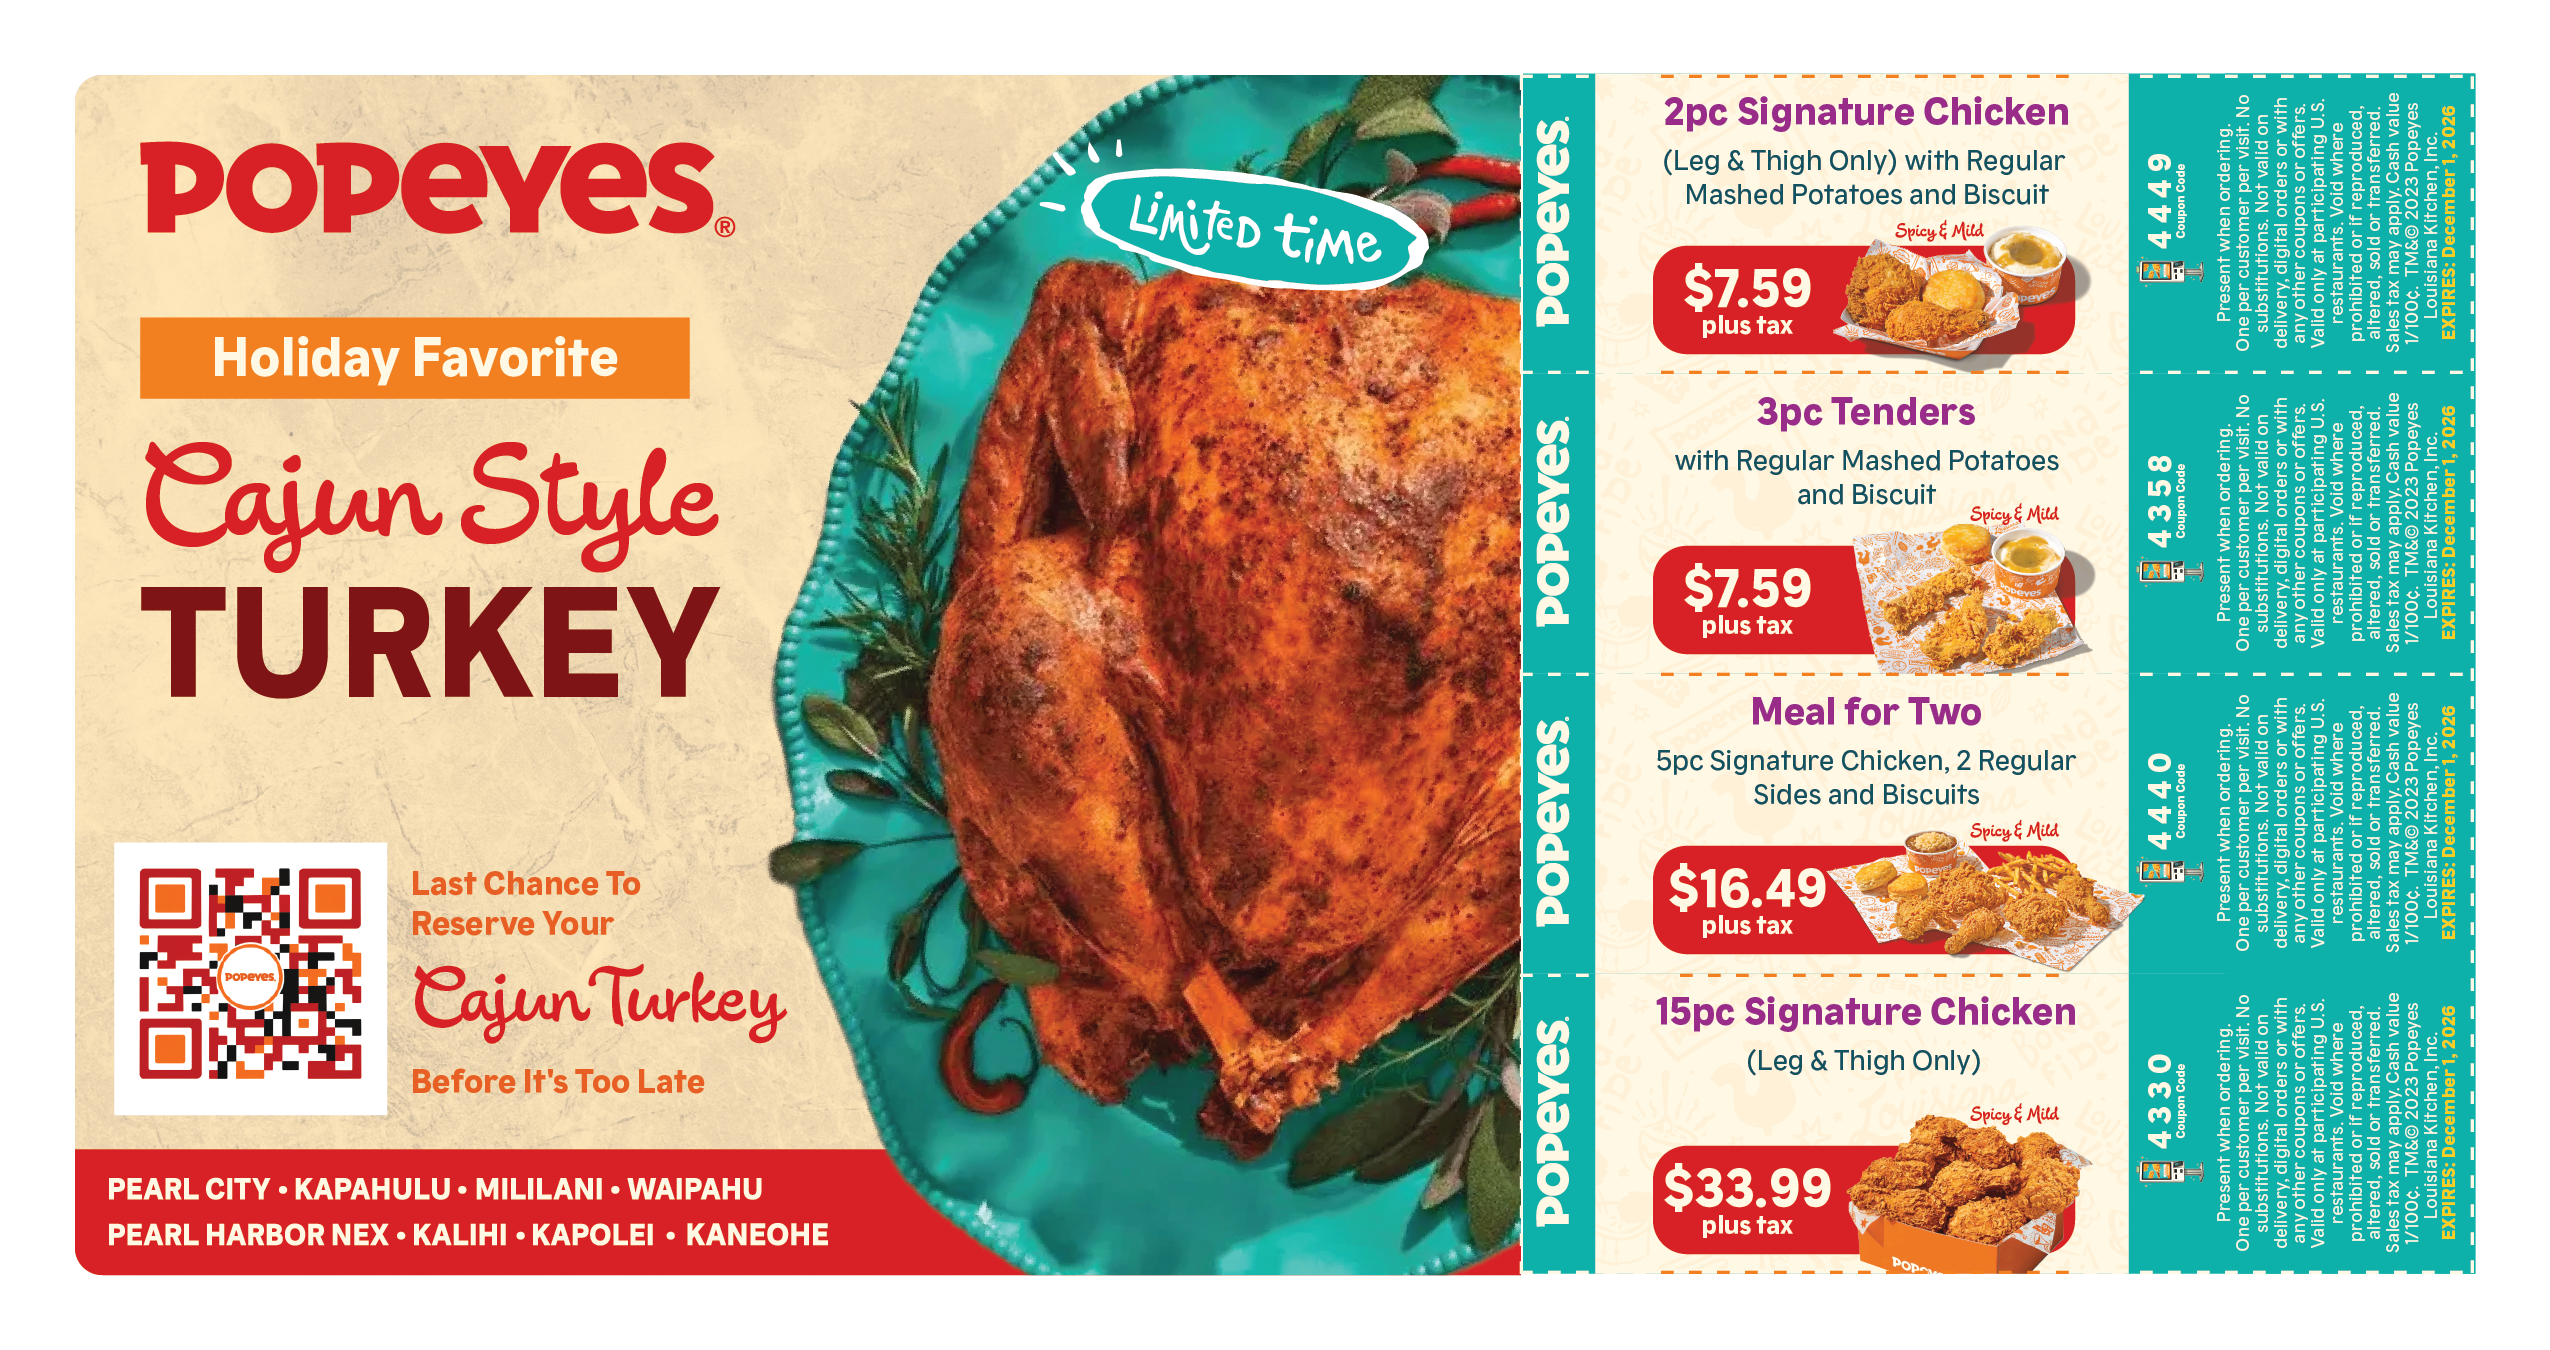 POPEYES®
Holiday Favorite
Cajun Style
TURKEY
LIMITED TIME
POPEYES.
Last Chance To
Reserve Your
Cajun Turkey
Before It's Too Late
PEARL CITY • KAPAHULU • MILILANI • WAIPAHU
PEARL HARBOR NEX • KALIHI • KAPOLEI • KANEOHE
POPEYES.
2pc Signature Chicken
(Leg & Thigh Only) with Regular
Mashed Potatoes and Biscuit
Spicy & Mild
$7.59
plus tax
4449
Coupon Code
Present when ordering.
One per customer per visit. No
substitutions. Not valid on
delivery, digital orders or with
any other coupons or offers.
Valid only at participating U.S.
restaurants. Void where
prohibited or if reproduced,
altered, sold or transferred.
Sales tax may apply. Cash value
1/100¢. TM&© 2023 Popeyes
Louisiana Kitchen, Inc.
EXPIRES: December 1, 2026
POPEYES.
3pc Tenders
with Regular Mashed Potatoes
and Biscuit
Spicy & Mild
$7.59
plus tax
POPEYES
4358
Coupon Code
Present when ordering.
One per customer per visit. No
substitutions. Not valid on
delivery, digital orders or with
any other coupons or offers.
Valid only at participating U.S.
restaurants. Void where
prohibited or if reproduced,
altered, sold or transferred.
Sales tax may apply. Cash value
1/100¢. TM&© 2023 Popeyes
Louisiana Kitchen, Inc.
EXPIRES: December 1, 2026
POPEYES.
Meal for Two
5pc Signature Chicken, 2 Regular
Sides and Biscuits
Spicy & Mild
$16.49
plus tax
POPEYES
4440
Coupon Code
Present when ordering.
One per customer per visit. No
substitutions. Not valid on
delivery, digital orders or with
any other coupons or offers.
Valid only at participating U.S.
restaurants. Void where
prohibited or if reproduced,
altered, sold or transferred.
Sales tax may apply. Cash value
1/100¢. TM&© 2023 Popeyes
Louisiana Kitchen, Inc.
EXPIRES: December 1, 2026
POPEYES.
15pc Signature Chicken
(Leg & Thigh Only)
Spicy & Mild
$33.99
plus tax
4330
Coupon Code
Present when ordering.
One per customer per visit. No
substitutions. Not valid on
delivery, digital orders or with
any other coupons or offers.
Valid only at participating U.S.
restaurants. Void where
prohibited or if reproduced,
altered, sold or transferred.
Sales tax may apply. Cash value
1/100¢. TM&© 2023 Popeyes
Louisiana Kitchen, Inc.
EXPIRES: December 1, 2026